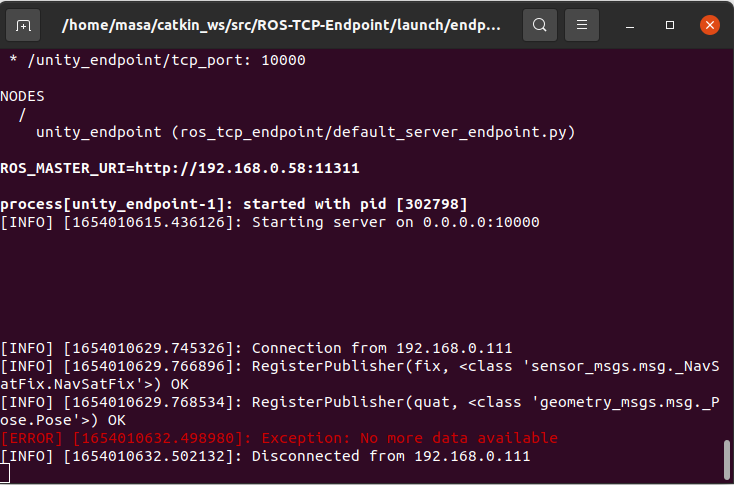 /home/masa/catkin_ws/src/ROS-TCP-Endpoint/launch/endp...
* /unity_endpoint/tcp_port: 10000
NODES
/
unity_endpoint (ros_tcp_endpoint/default_server_endpoint.py)
ROS_MASTER_URI=http://192.168.0.58:11311
process[unity_endpoint-1]: started with pid [302798]
[INFO] [1654010615.436126]: Starting server on 0.0.0.0:10000
[INFO] [1654010629.745326]: Connection from 192.168.0.111
[INFO] [1654010629.766896]: RegisterPublisher(fix, <class 'sensor_msgs.msg._NavS
atFix.NavSatFix'>) OK
[INFO] [1654010629.768534]: RegisterPublisher(quat, <class 'geometry_msgs.msg._P
ose.Pose'>) OK
[ERROR] [1654010632.498980]: Exception: No more data available
[INFO] [1654010632.502132]: Disconnected from 192.168.0.111